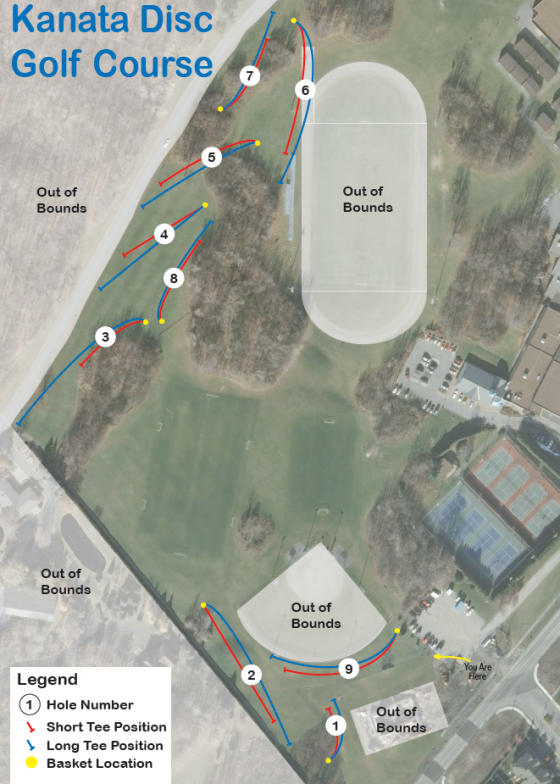 Kanata Disc
Golf Course
7
6
5
Out of
Bounds
Out of
Bounds
4
8
3
Out of
Bounds
Out of
Bounds
2
9
You Are
Here
1
Out of
Bounds
Legend
1 Hole Number
Short Tee Position
Long Tee Position
Basket Location